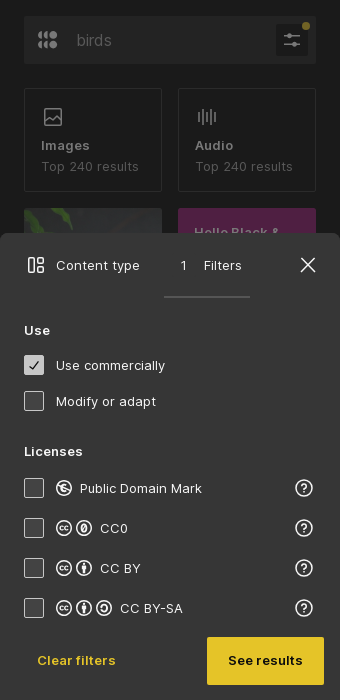 birds
Images
Top 240 results
Audio
Top 240 results
Hello Black &
Content type
1 Filters
Use
Use commercially
Modify or adapt
Licenses
Public Domain Mark
CC0
CC BY
CC BY-SA
Clear filters
See results